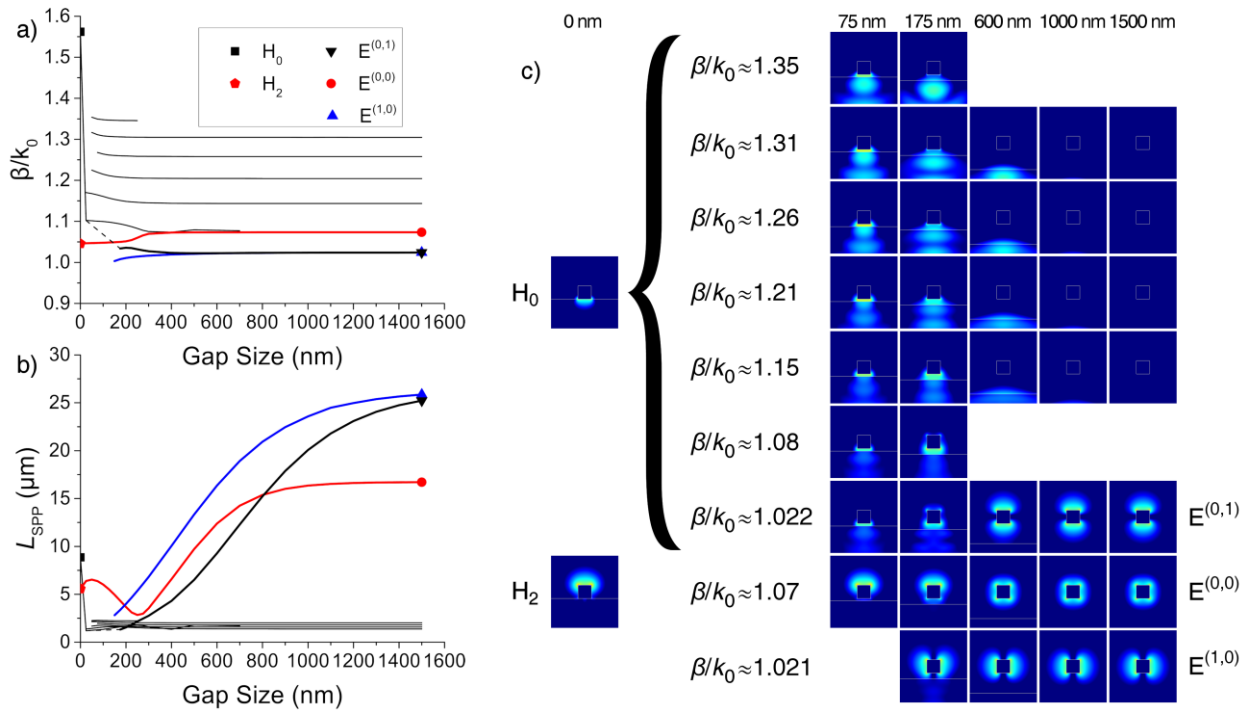 a)
1.6
1.5
1.4
1.3
1.2
1.1
1.0
0.9
β/k₀
H₀
H₂
E⁽⁰,¹⁾
E⁽⁰,⁰⁾
E⁽¹,⁰⁾
0 200 400 600 800 1000 1200 1400 1600
Gap Size (nm)
b)
30
25
20
15
10
5
0
L_SPP (μm)
0 200 400 600 800 1000 1200 1400 1600
Gap Size (nm)
c)
0 nm
75 nm 175 nm 600 nm 1000 nm 1500 nm
β/k₀≈1.35
β/k₀≈1.31
β/k₀≈1.26
H₀
β/k₀≈1.21
β/k₀≈1.15
β/k₀≈1.08
β/k₀≈1.022
E⁽⁰,¹⁾
H₂
β/k₀≈1.07
E⁽⁰,⁰⁾
β/k₀≈1.021
E⁽¹,⁰⁾